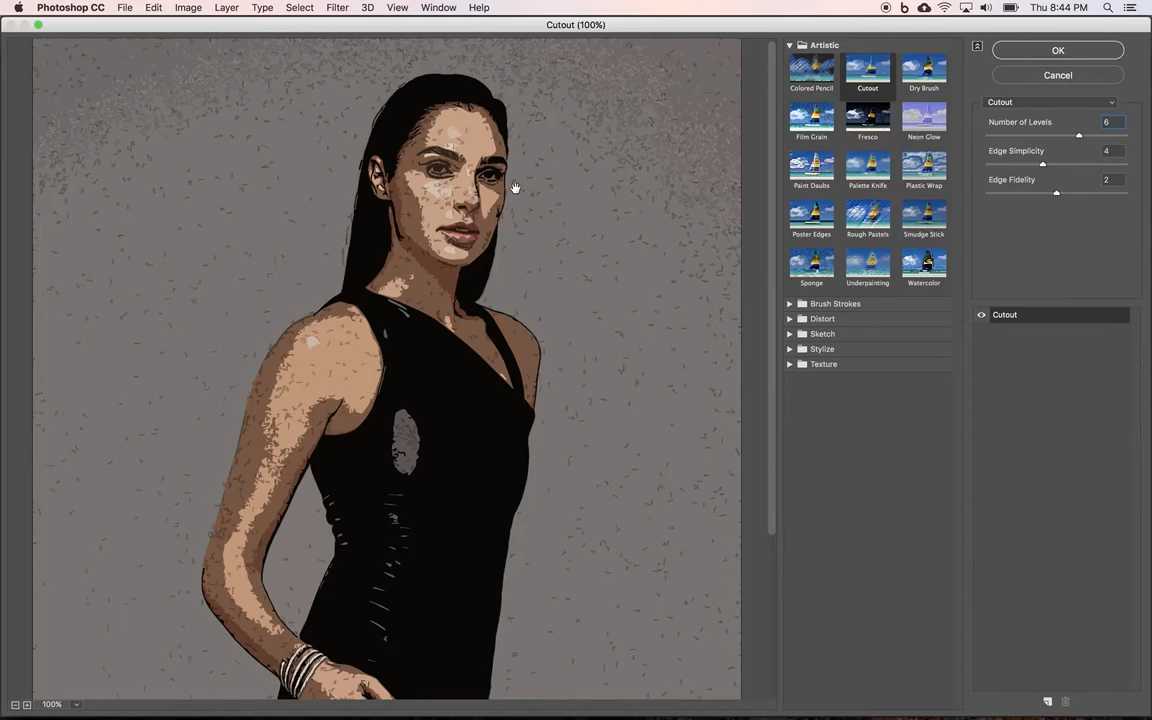 Photoshop CC File Edit Image Layer Type Select Filter 3D View Window Help Thu 8:44 PM
Cutout (100%)
Artistic
Colored Pencil Cutout Dry Brush
Film Grain Fresco Neon Glow
Paint Daubs Palette Knife Plastic Wrap
Poster Edges Rough Pastels Smudge Stick
Sponge Underpainting Watercolor
Brush Strokes
Distort
Sketch
Stylize
Texture
OK
Cancel
Cutout
Number of Levels 6
Edge Simplicity 4
Edge Fidelity 2
Cutout
100%